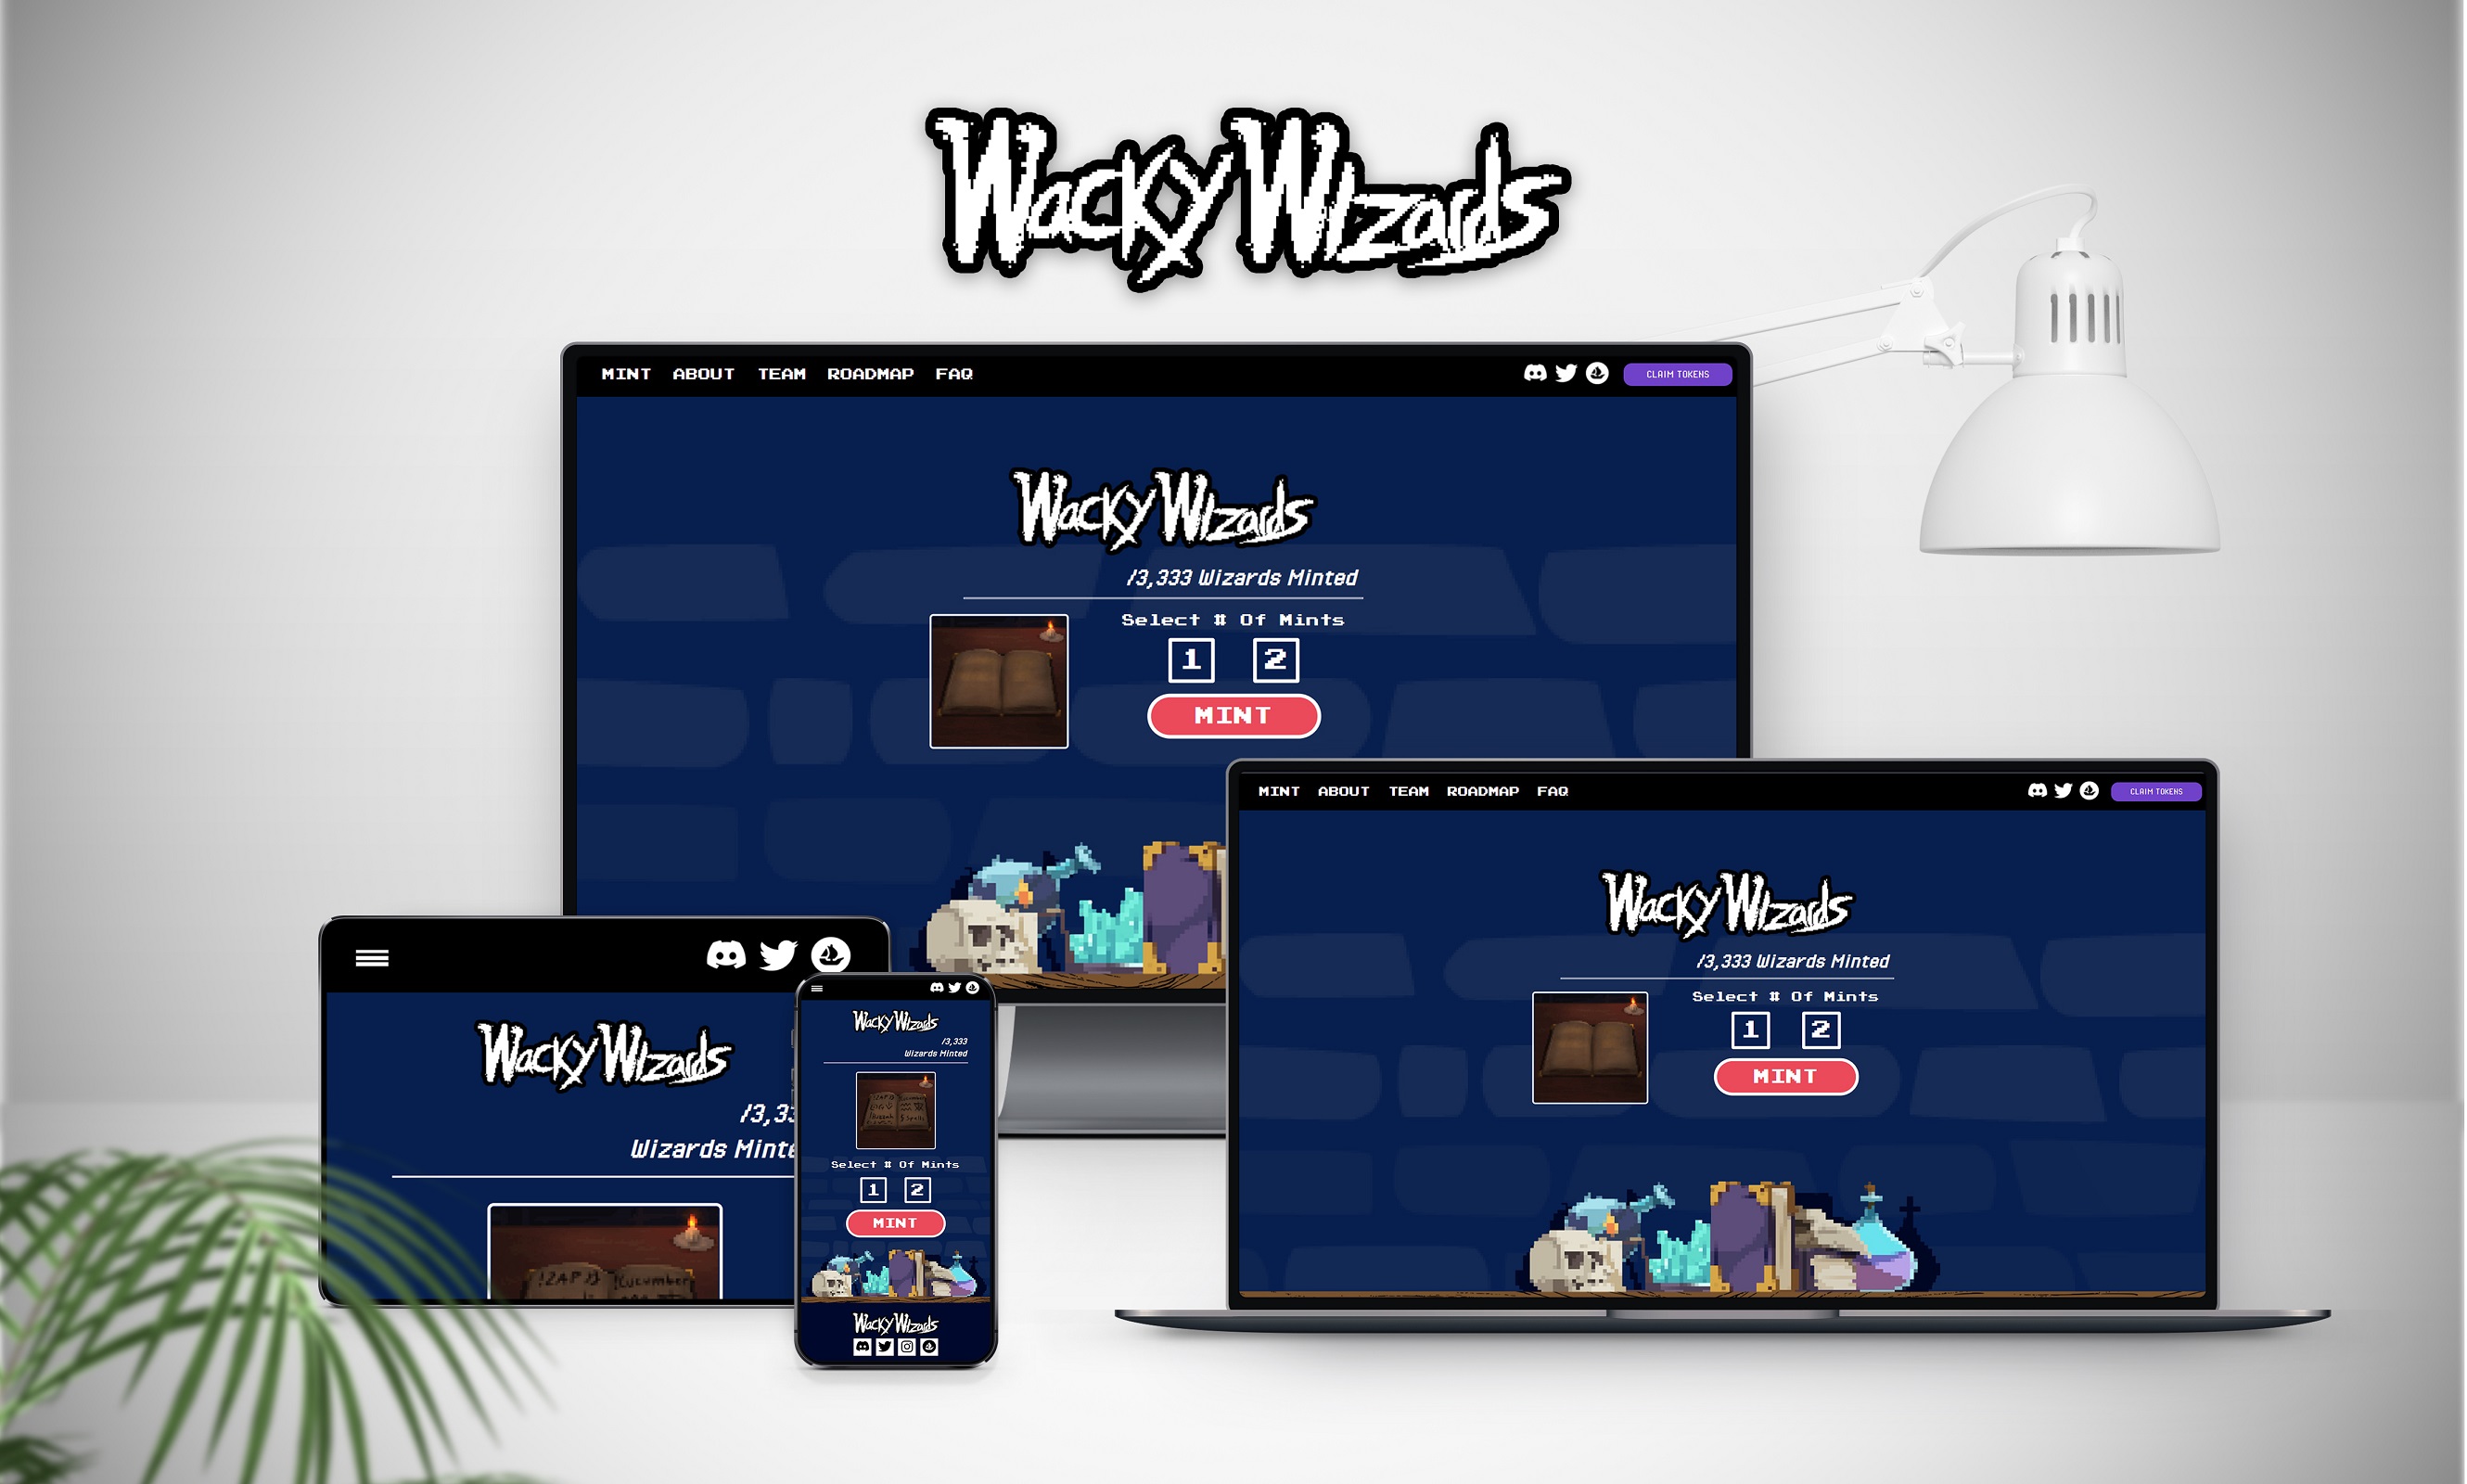 Wacky Wizards
MINT ABOUT TEAM ROADMAP FAQ
CLAIM TOKENS
Wacky Wizards
/3,333 Wizards Minted
Select # Of Mints
1 2
MINT
MINT ABOUT TEAM ROADMAP FAQ
CLAIM TOKENS
Wacky Wizards
/3,333 Wizards Minted
Select # Of Mints
1 2
MINT
Wacky Wizards
/3,33
Wizards Minte
!ZAP!} !Cucumber
Wacky Wizards
/3,333
Wizards Minted
Select # Of Mints
1 2
MINT
Wacky Wizards